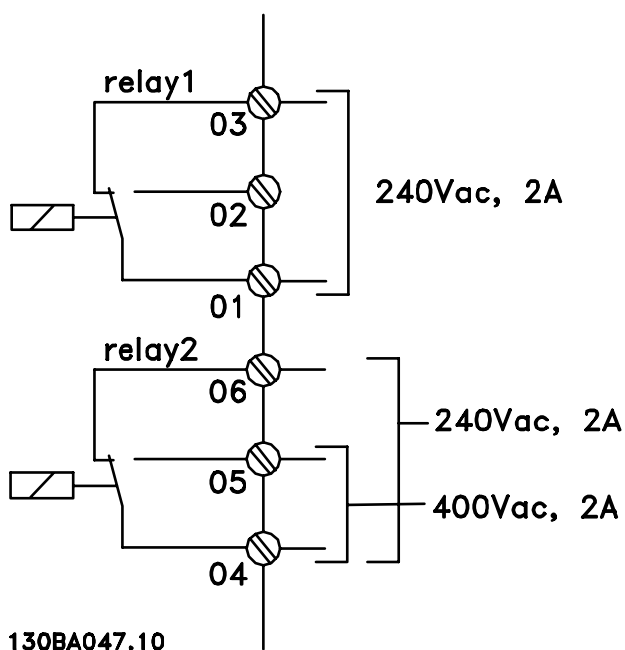 relay1
03
02
240Vac, 2A
01
relay2
06
240Vac, 2A
05
400Vac, 2A
04
130BA047.10